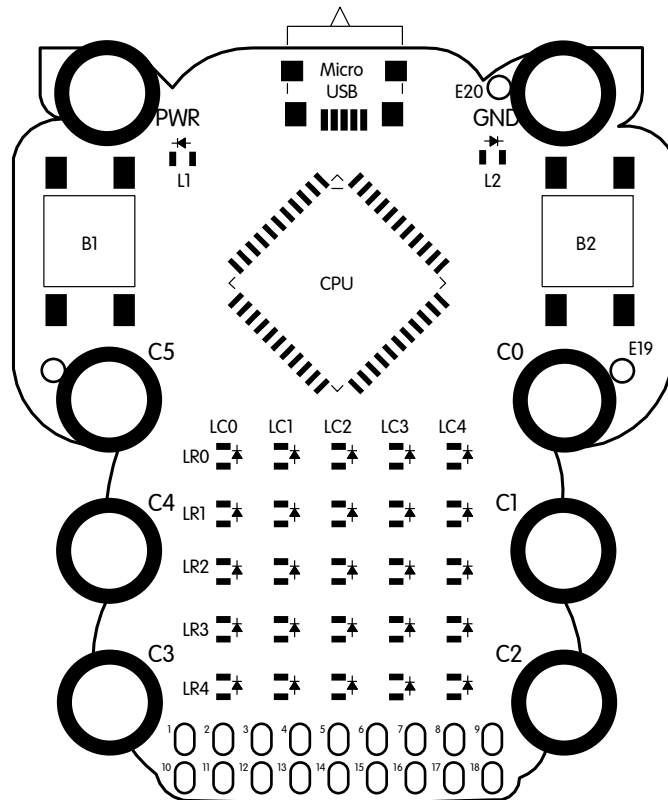 Micro
USB
E20
PWR
GND
L1
L2
B1
B2
CPU
C5
C0
E19
LC0 LC1 LC2 LC3 LC4
LR0
C4
C1
LR1
LR2
LR3
C3
C2
LR4
1 2 3 4 5 6 7 8 9
10 11 12 13 14 15 16 17 18